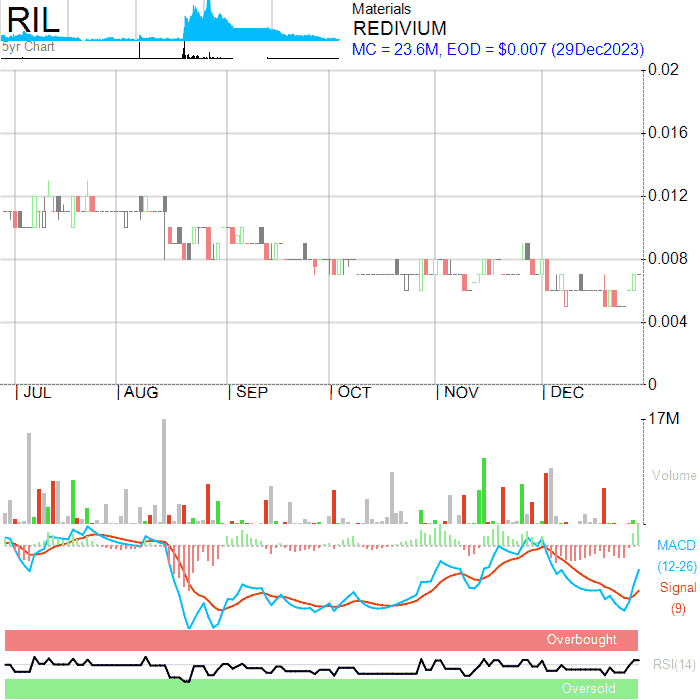 RIL
5yr Chart
Materials
REDIVIUM
MC = 23.6M, EOD = $0.007 (29Dec2023)
0.02
0.016
0.012
0.008
0.004
0
JUL AUG SEP OCT NOV DEC
17M
Volume
MACD
(12-26)
Signal
(9)
Overbought
RSI(14)
Oversold